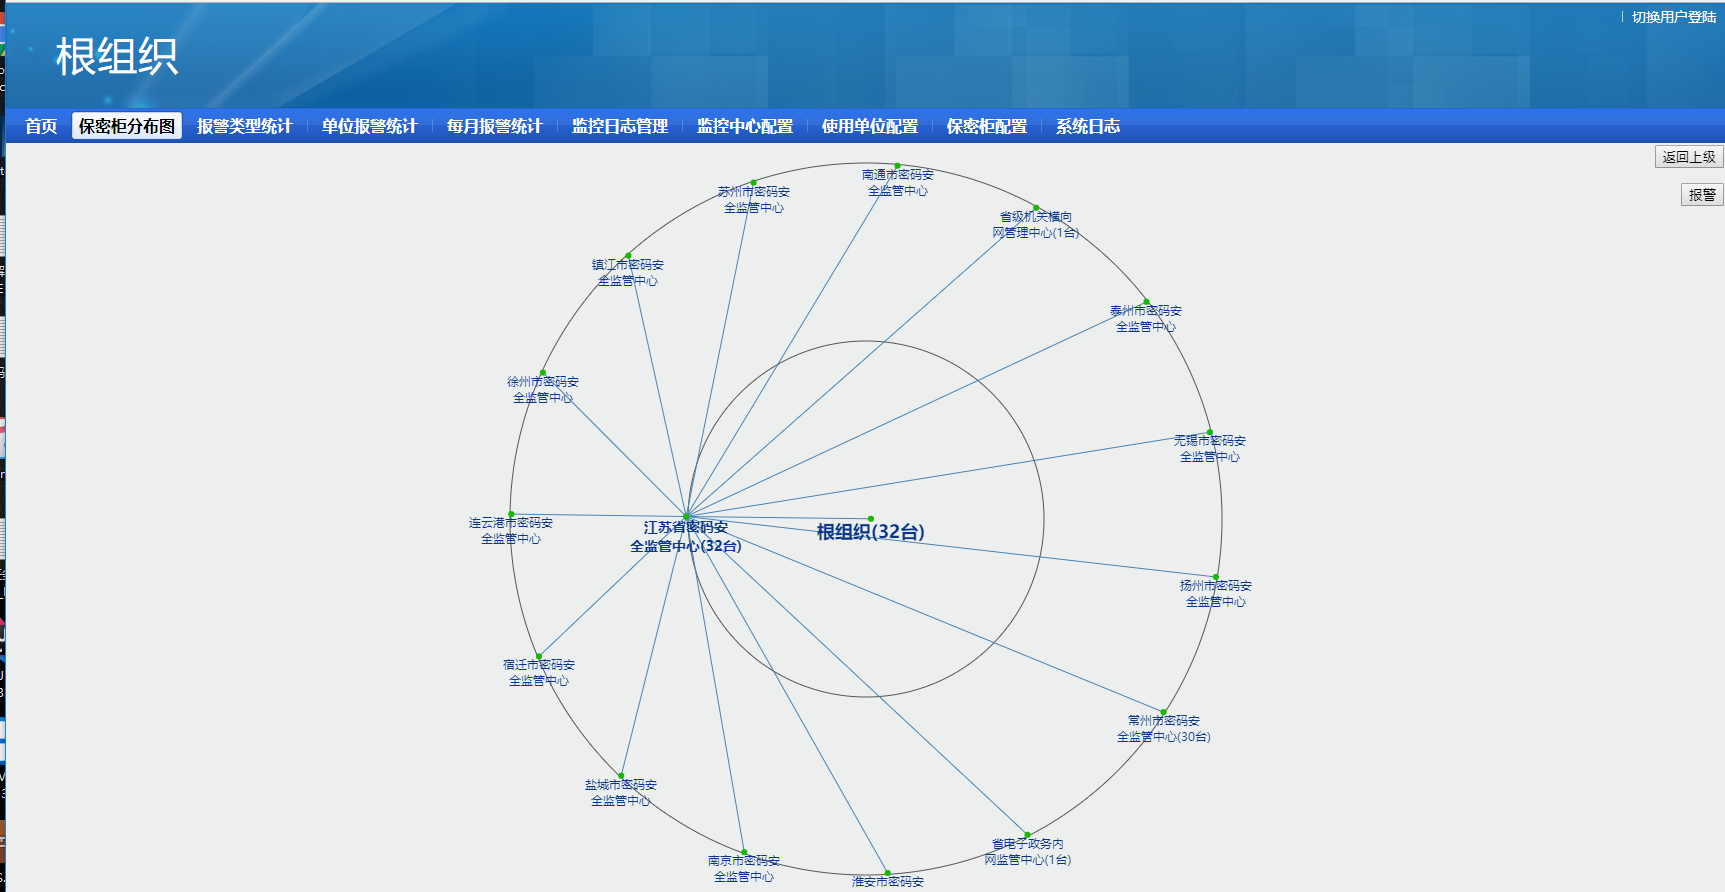 切换用户登陆
根组织
首页 保密柜分布图 报警类型统计 单位报警统计 每月报警统计 监控日志管理 监控中心配置 使用单位配置 保密柜配置 系统日志
返回上级
报警
南通市密码安
全监管中心
苏州市密码安
全监管中心
省级机关横向
网管理中心(1台)
镇江市密码安
全监管中心
泰州市密码安
全监管中心
徐州市密码安
全监管中心
无锡市密码安
全监管中心
连云港市密码安
全监管中心
江苏省密码安
全监管中心(32台)
根组织(32台)
扬州市密码安
全监管中心
宿迁市密码安
全监管中心
常州市密码安
全监管中心(30台)
盐城市密码安
全监管中心
省电子政务内
网监管中心(1台)
南京市密码安
全监管中心
淮安市密码安